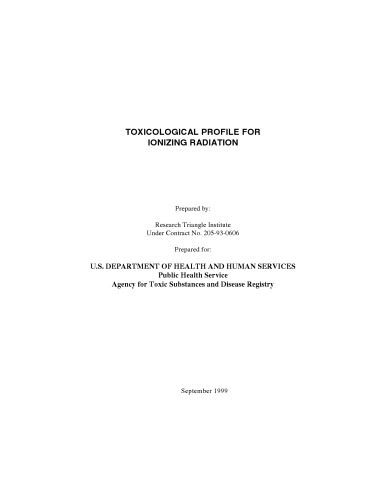 TOXICOLOGICAL PROFILE FOR
IONIZING RADIATION
Prepared by:
Research Triangle Institute
Under Contract No. 205-93-0606
Prepared for:
U.S. DEPARTMENT OF HEALTH AND HUMAN SERVICES
Public Health Service
Agency for Toxic Substances and Disease Registry
September 1999